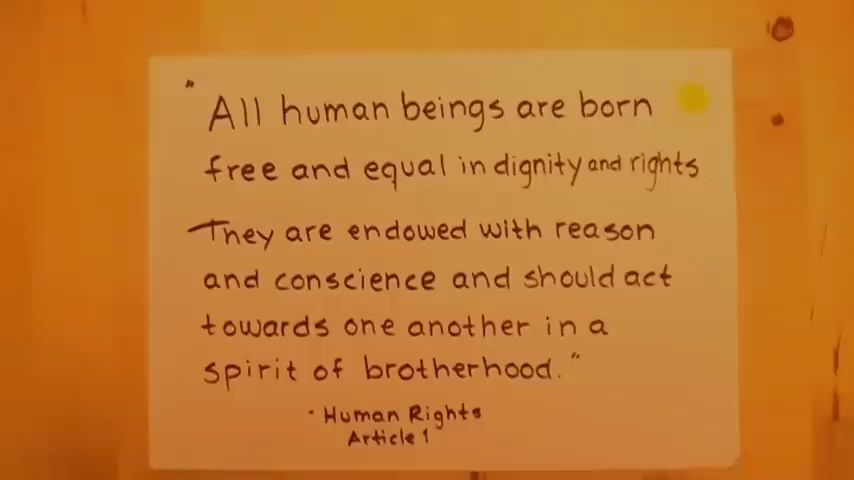 "All human beings are born
free and equal in dignity and rights
They are endowed with reason
and conscience and should act
towards one another in a
spirit of brotherhood."
· Human Rights
Article 1